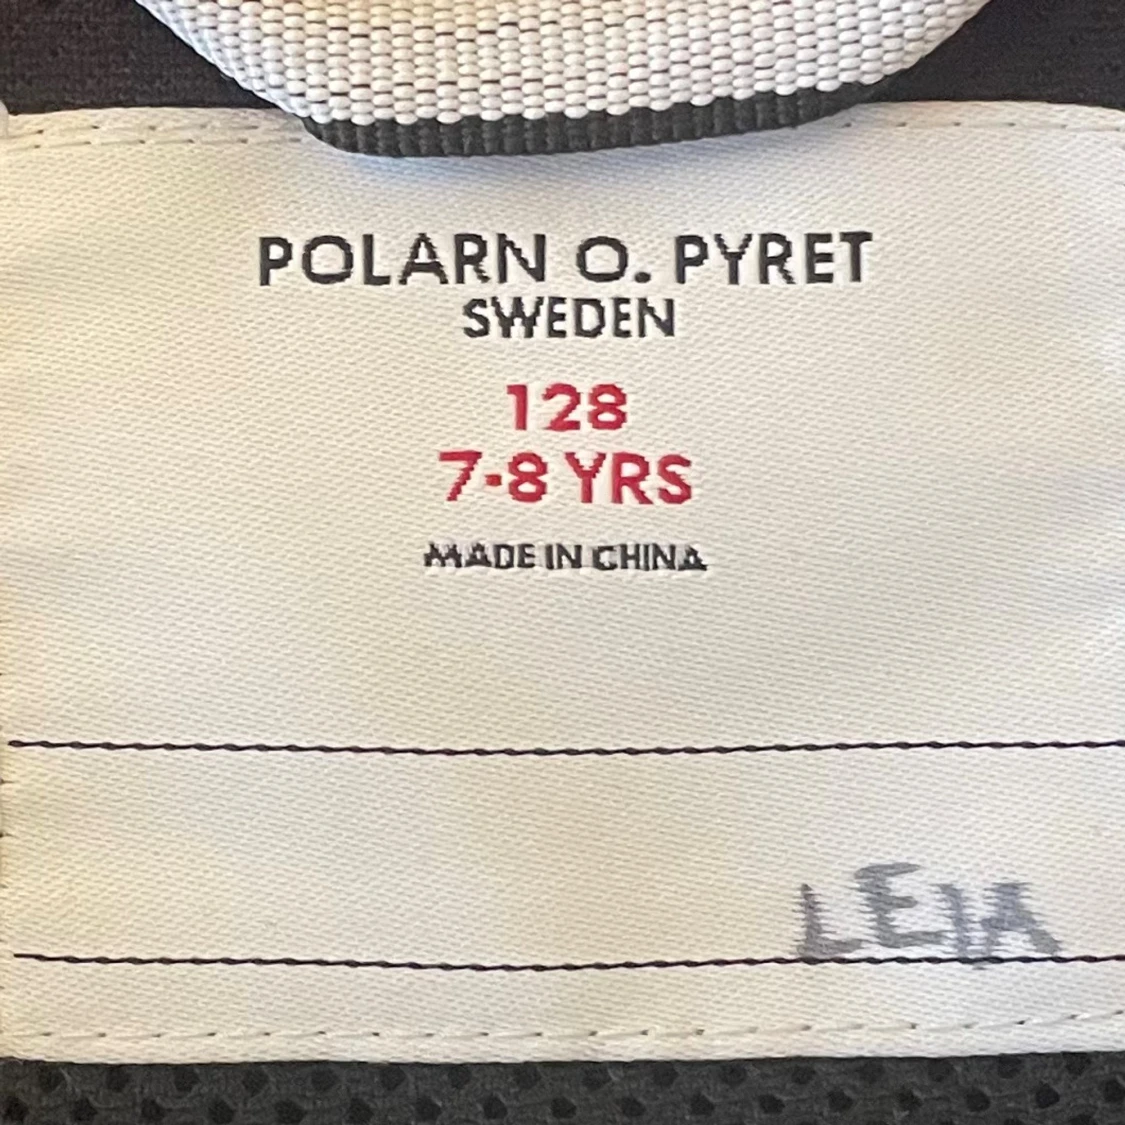 POLARN O. PYRET
SWEDEN
128
7-8 YRS
MADE IN CHINA
LEIA